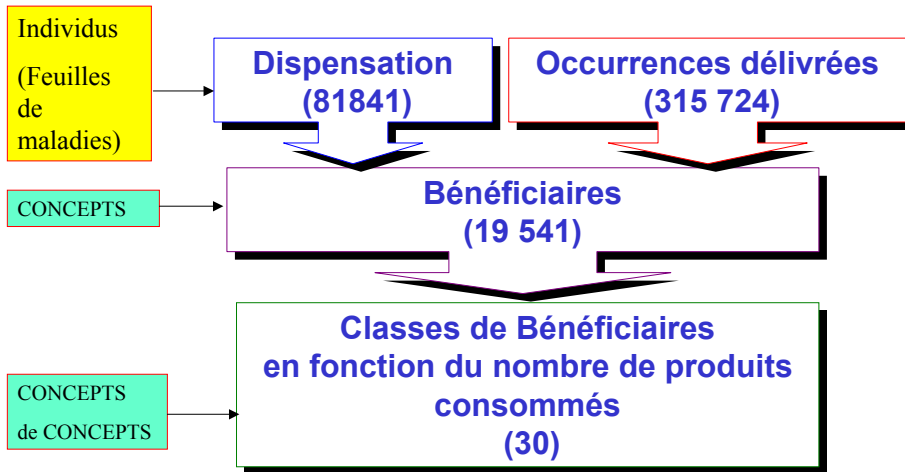 Individus
(Feuilles
de
maladies)
Dispensation
(81841)
Occurrences délivrées
(315 724)
CONCEPTS
Bénéficiaires
(19 541)
Classes de Bénéficiaires
en fonction du nombre de produits
consommés
(30)
CONCEPTS
de CONCEPTS